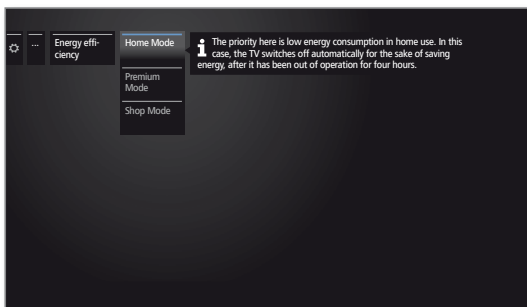 ...
Energy effi-
ciency
Home Mode
The priority here is low energy consumption in home use. In this
case, the TV switches off automatically for the sake of saving
energy, after it has been out of operation for four hours.
Premium
Mode
Shop Mode